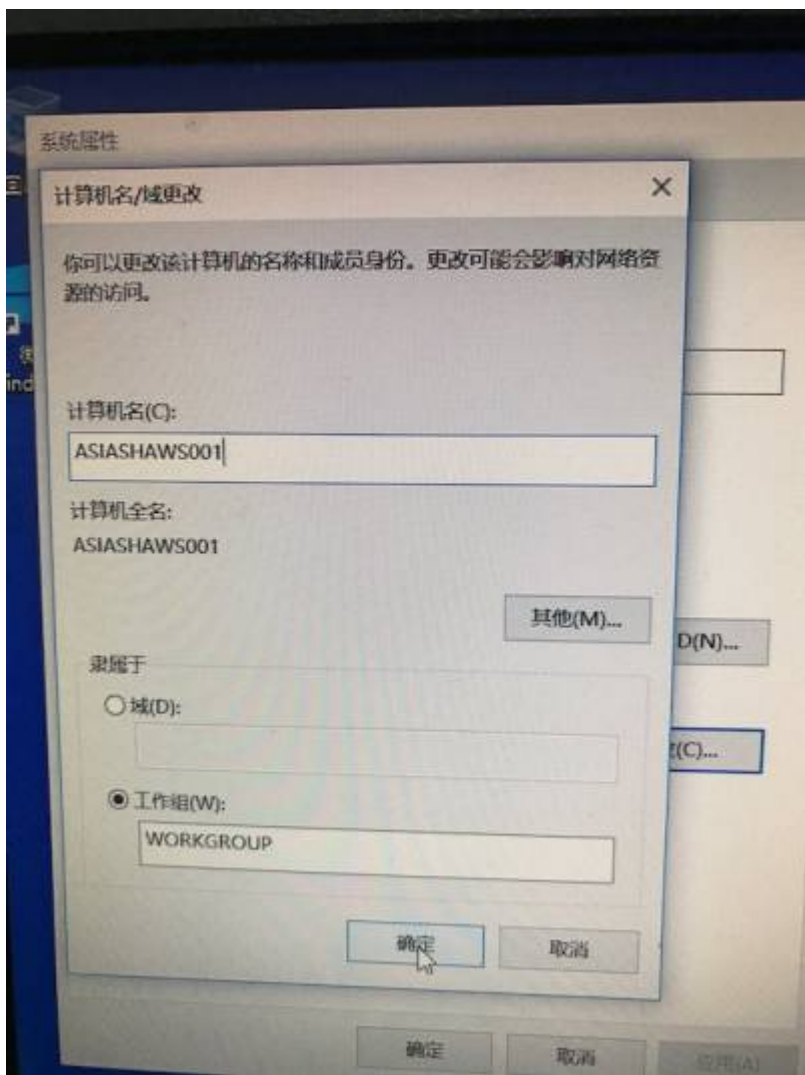 系统属性
计算机名/域更改
你可以更改该计算机的名称和成员身份。更改可能会影响对网络资
源的访问。
计算机名(C):
ASIASHAWS001
计算机全名:
ASIASHAWS001
其他(M)...
D(N)...
隶属于
域(D):
(C)...
工作组(W):
WORKGROUP
确定
取消
确定
取消
应用(A)